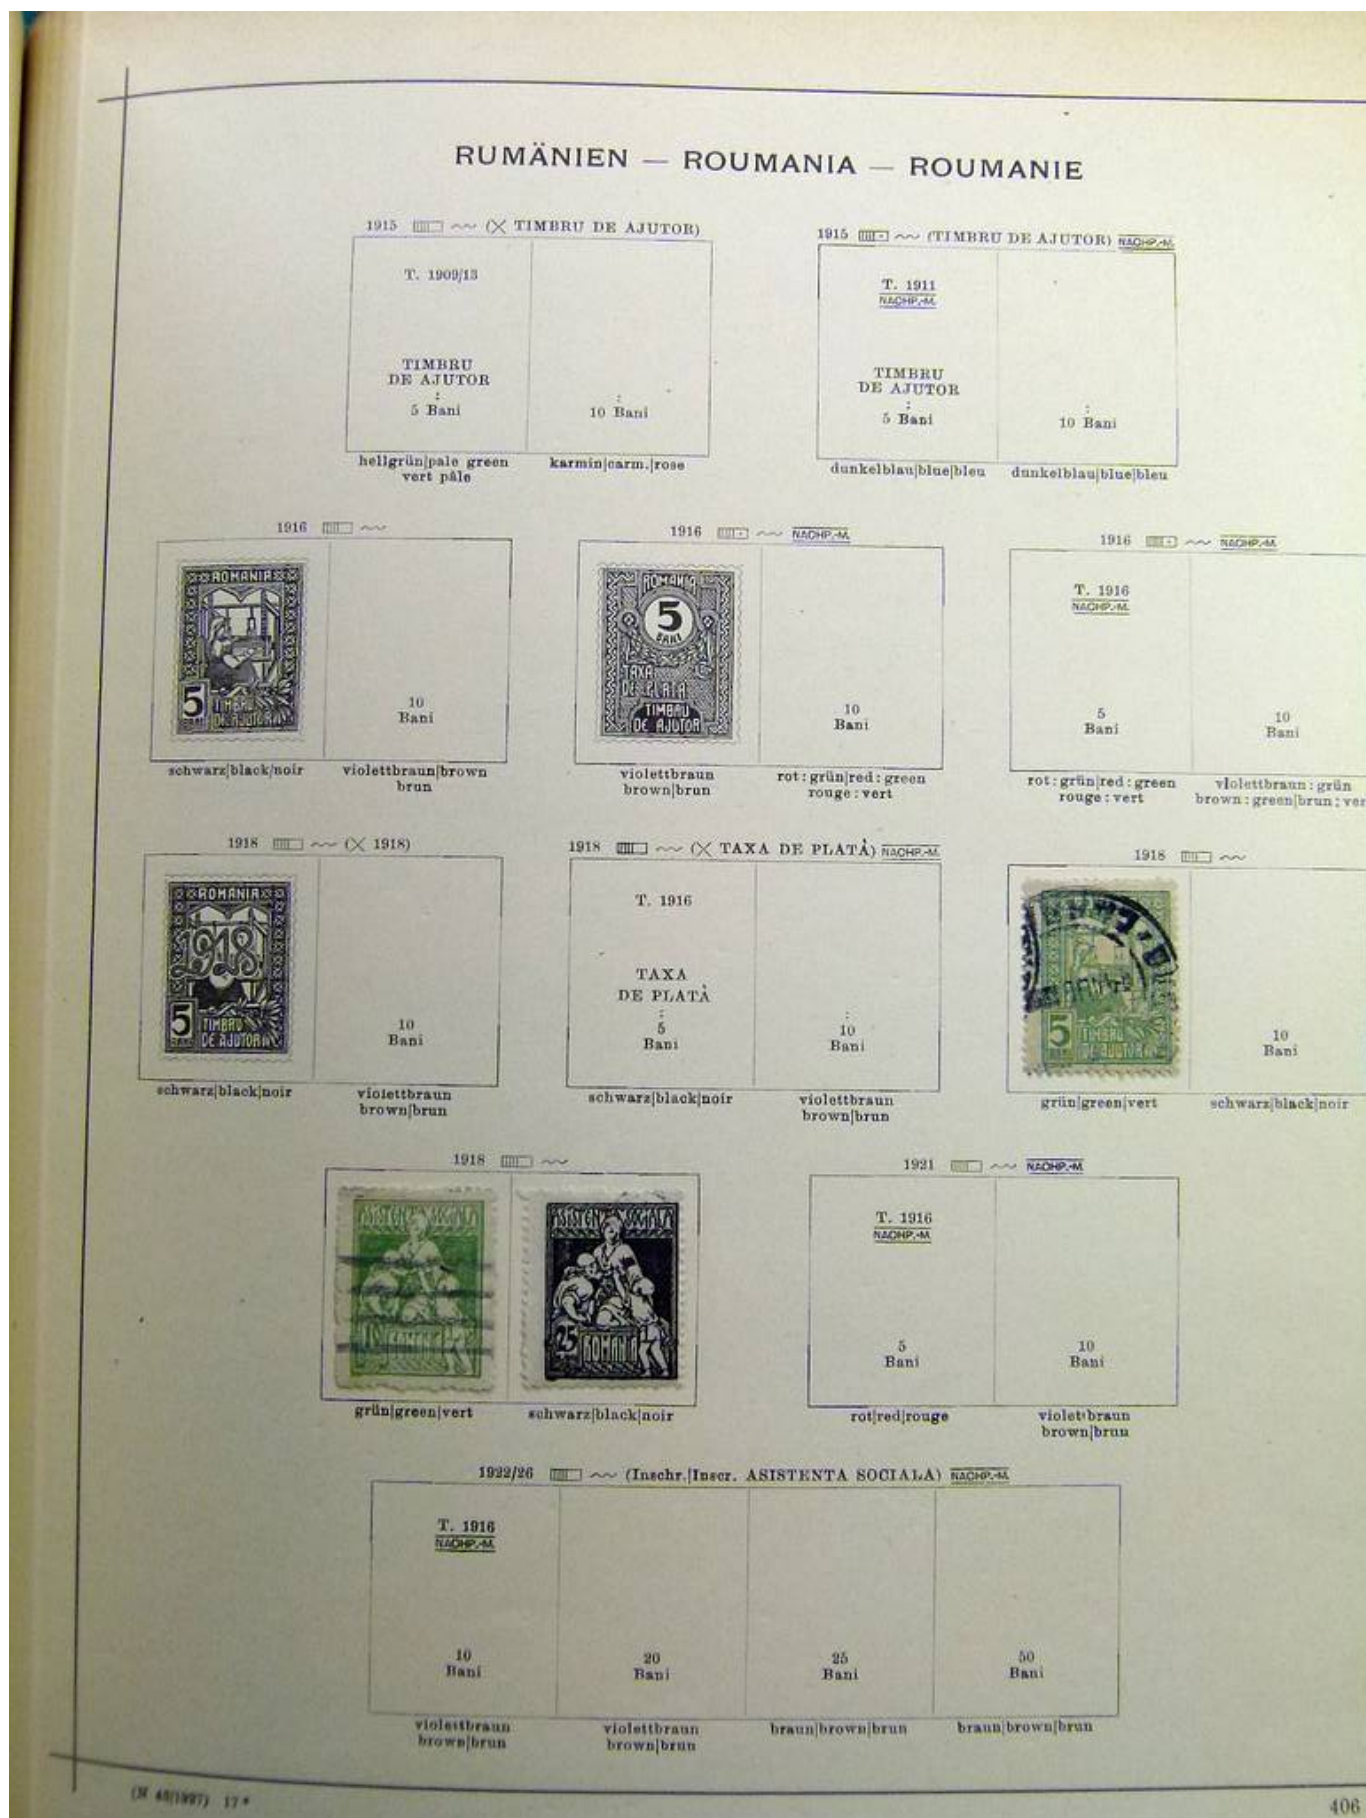 RUMÄNIEN — ROUMANIA — ROUMANIE
1915 (X TIMBRU DE AJUTOR)
1915 (TIMBRU DE AJUTOR) NACHP.-M.
T. 1909/13
T. 1911
NACHP.-M.
TIMBRU
DE AJUTOR
:
5 Bani
:
10 Bani
TIMBRU
DE AJUTOR
:
5 Bani
:
10 Bani
hellgrün|pale green
vert pâle
karmin|carm.|rose
dunkelblau|blue|bleu
dunkelblau|blue|bleu
1916
1916 NACHP.-M.
1916 NACHP.-M.
ROMANIA
5
BANI
TIMBRU
DE AJUTOR
10
Bani
ROMANIA
5
BANI
TAXA
DE PLATA
TIMBRU
DE AJUTOR
10
Bani
T. 1916
NACHP.-M.
5
Bani
10
Bani
schwarz|black|noir
violettbraun|brown
brun
violettbraun
brown|brun
rot : grün|red : green
rouge : vert
rot : grün|red : green
rouge : vert
violettbraun : grün
brown : green|brun : ver
1918 (X 1918)
1918 (X TAXA DE PLATĂ) NACHP.-M.
1918
ROMANIA
1918
5
BANI
TIMBRU
DE AJUTOR
10
Bani
T. 1916
TAXA
DE PLATĂ
:
5
Bani
:
10
Bani
5
TIMBRU
DE AJUTOR
10
Bani
schwarz|black|noir
violettbraun
brown|brun
schwarz|black|noir
violettbraun
brown|brun
grün|green|vert
schwarz|black|noir
1918
1921 NACHP.-M.
ASISTENTA SOCIALA
ROMANIA
ASISTENTA SOCIALA
25
ROMANIA
T. 1916
NACHP.-M.
5
Bani
10
Bani
grün|green|vert
schwarz|black|noir
rot|red|rouge
violettbraun
brown|brun
1922/26 (Inschr.|Inscr. ASISTENTA SOCIALA) NACHP.-M.
T. 1916
NACHP.-M.
10
Bani
20
Bani
25
Bani
50
Bani
violettbraun
brown|brun
violettbraun
brown|brun
braun|brown|brun
braun|brown|brun
17*
406